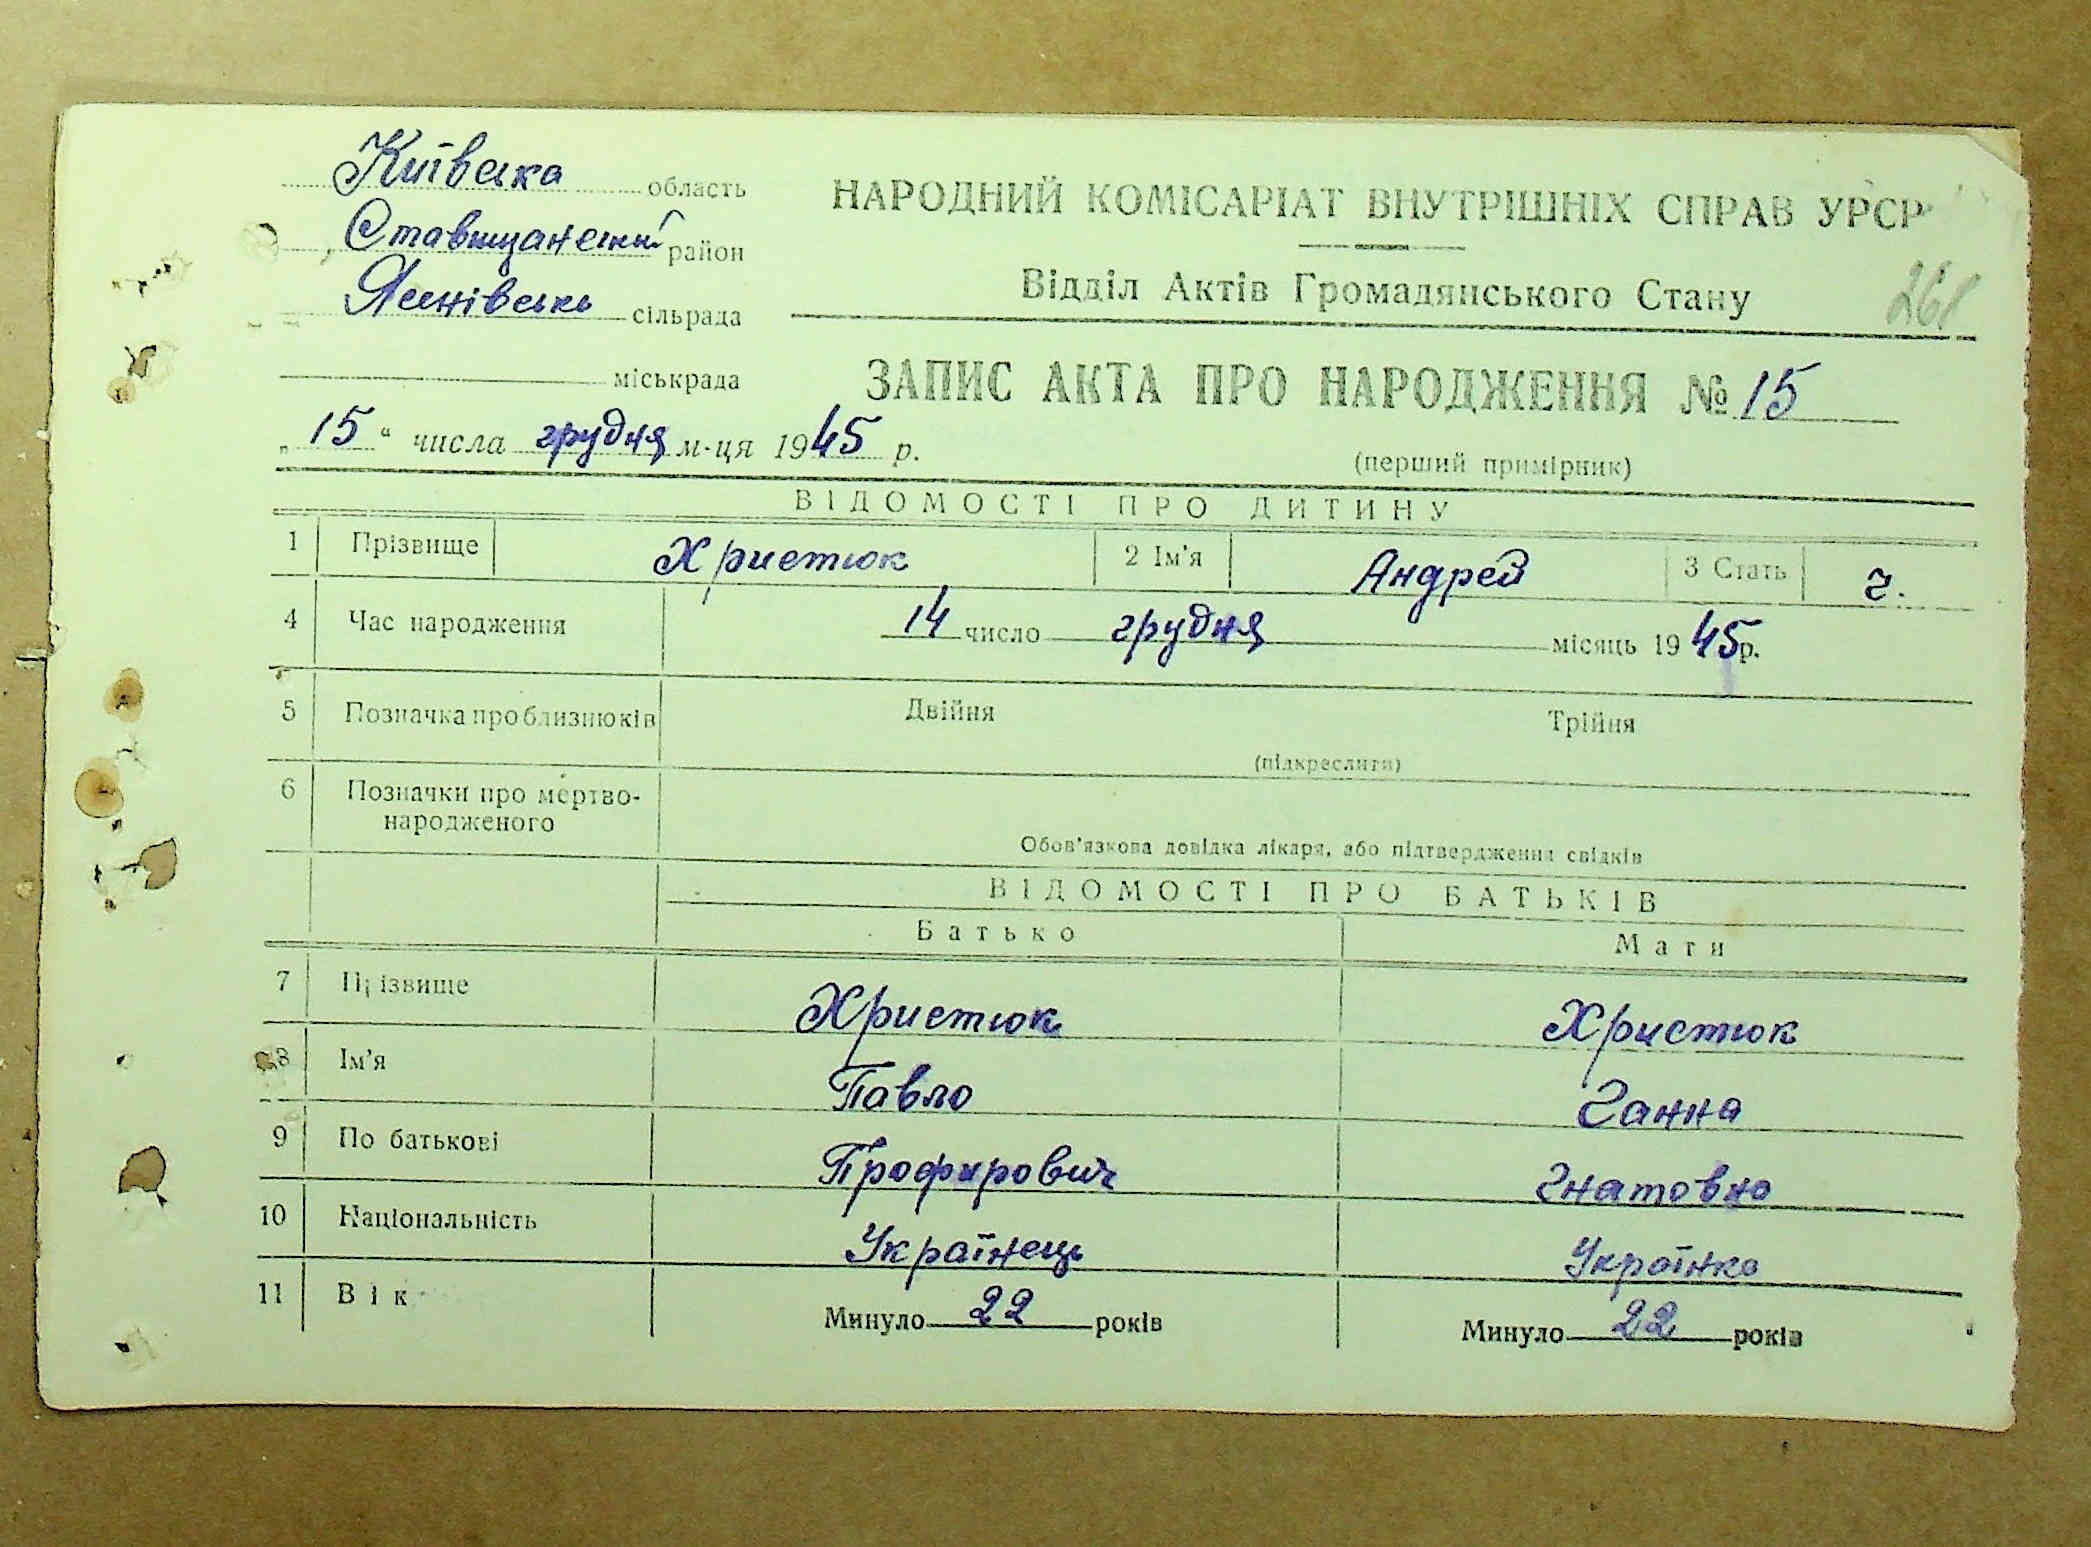 Київська область
Ставищанський район
Яснівська сільрада
міськрада
"15" числа грудня м-ця 1945 р.
НАРОДНИЙ КОМІСАРІАТ ВНУТРІШНІХ СПРАВ УРСР
Відділ Актів Громадянського Стану
261
ЗАПИС АКТА ПРО НАРОДЖЕННЯ № 15
(перший примірник)
ВІДОМОСТІ ПРО ДИТИНУ
1 Прізвище Христюк 2 Ім'я Андрей 3 Стать ч.
4 Час народження 14 число грудня місяць 1945р.
5 Позначка про близнюків Двійня Трійня
(підкреслити)
6 Позначки про мертво-
народженого
Обов'язкова довідка лікаря, або підтвердження свідків
ВІДОМОСТІ ПРО БАТЬКІВ
Батько Мати
7 Прізвище Христюк Христюк
8 Ім'я Павло Ганна
9 По батькові Профирович Гнатовна
10 Національність Українець Українка
11 Вік Минуло 22 років Минуло 22 років